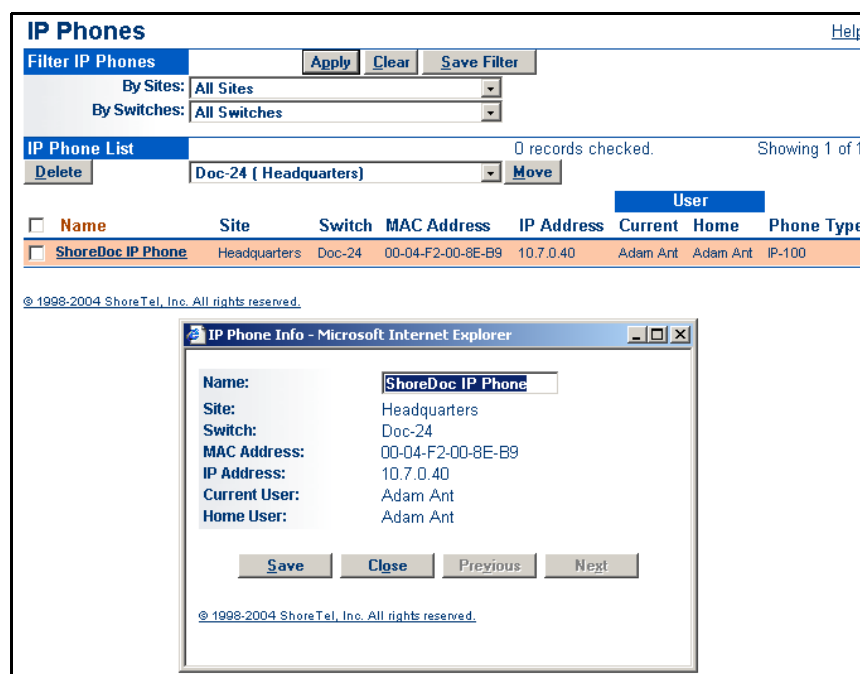 IP Phones Help
Filter IP Phones Apply Clear Save Filter
By Sites: All Sites
By Switches: All Switches
IP Phone List 0 records checked. Showing 1 of 1
Delete Doc-24 ( Headquarters) Move
User
Name Site Switch MAC Address IP Address Current Home Phone Type
ShoreDoc IP Phone Headquarters Doc-24 00-04-F2-00-8E-B9 10.7.0.40 Adam Ant Adam Ant IP-100
© 1998-2004 ShoreTel, Inc. All rights reserved.
IP Phone Info - Microsoft Internet Explorer
Name: ShoreDoc IP Phone
Site: Headquarters
Switch: Doc-24
MAC Address: 00-04-F2-00-8E-B9
IP Address: 10.7.0.40
Current User: Adam Ant
Home User: Adam Ant
Save Close Previous Next
© 1998-2004 ShoreTel, Inc. All rights reserved.